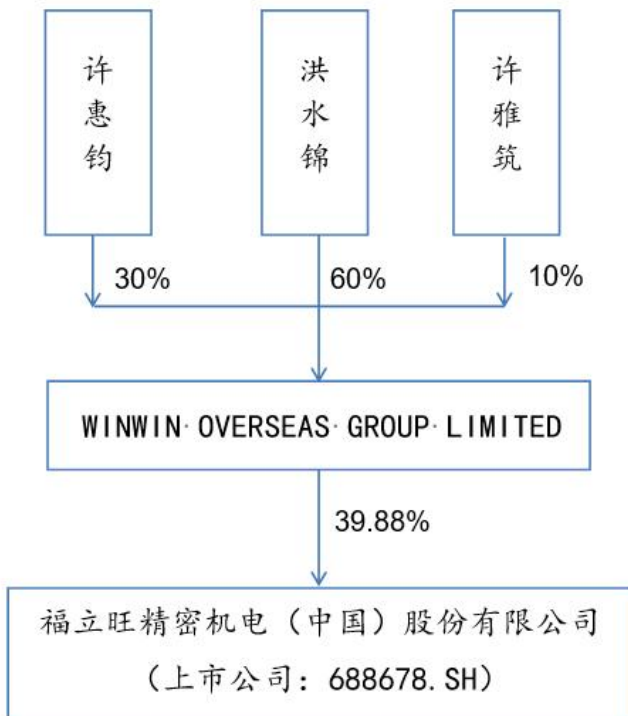 许惠钧
洪水锦
许雅筑
30%
60%
10%
WINWIN OVERSEAS GROUP LIMITED
39.88%
福立旺精密机电（中国）股份有限公司
（上市公司：688678.SH）